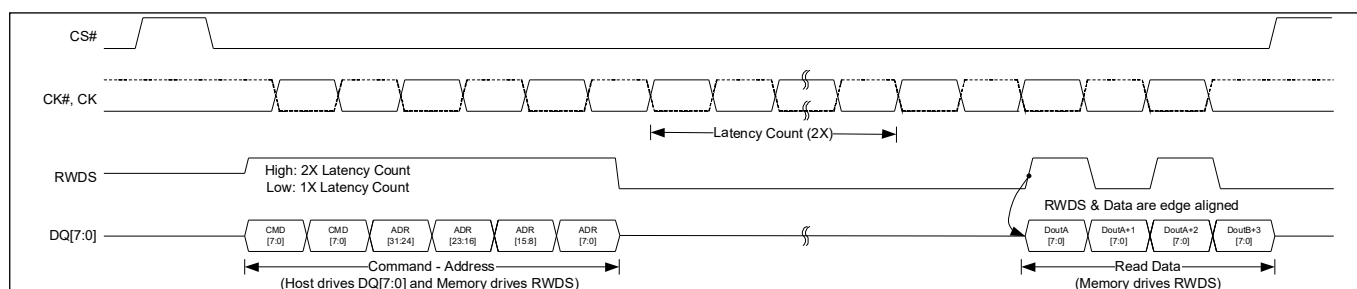 CS#
CK#, CK
Latency Count (2X)
RWDS
High: 2X Latency Count
Low: 1X Latency Count
RWDS & Data are edge aligned
DQ[7:0]
CMD [7:0]
CMD [7:0]
ADR [31:24]
ADR [23:16]
ADR [15:8]
ADR [7:0]
DoutA [7:0]
DoutA+1 [7:0]
DoutA+2 [7:0]
DoutB+3 [7:0]
Command - Address
(Host drives DQ[7:0] and Memory drives RWDS)
Read Data
(Memory drives RWDS)